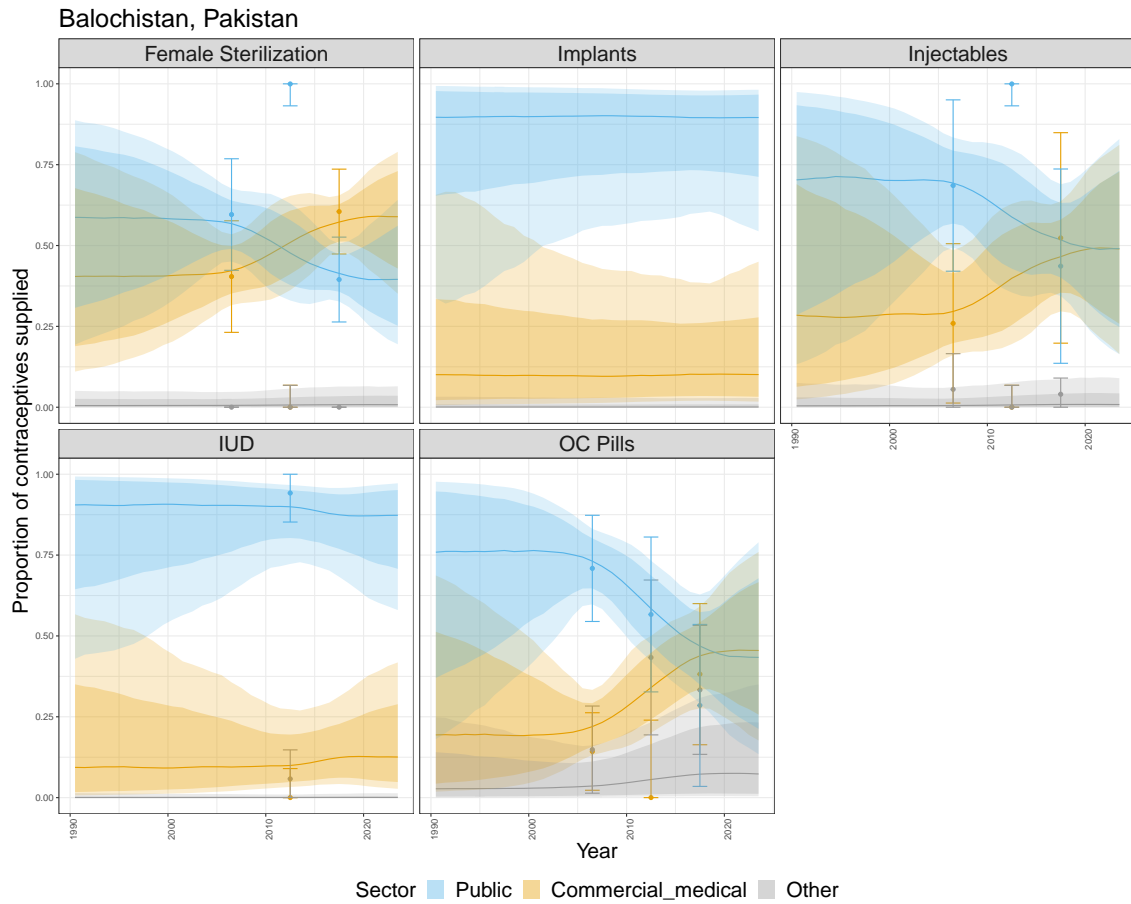 Balochistan, Pakistan
Female Sterilization
Implants
Injectables
1.00
0.75
0.50
0.25
0.00
1990
2000
2010
2020
IUD
OC Pills
1.00
0.75
0.50
0.25
0.00
1990
2000
2010
2020
1990
2000
2010
2020
Proportion of contraceptives supplied
Year
Sector Public Commercial_medical Other